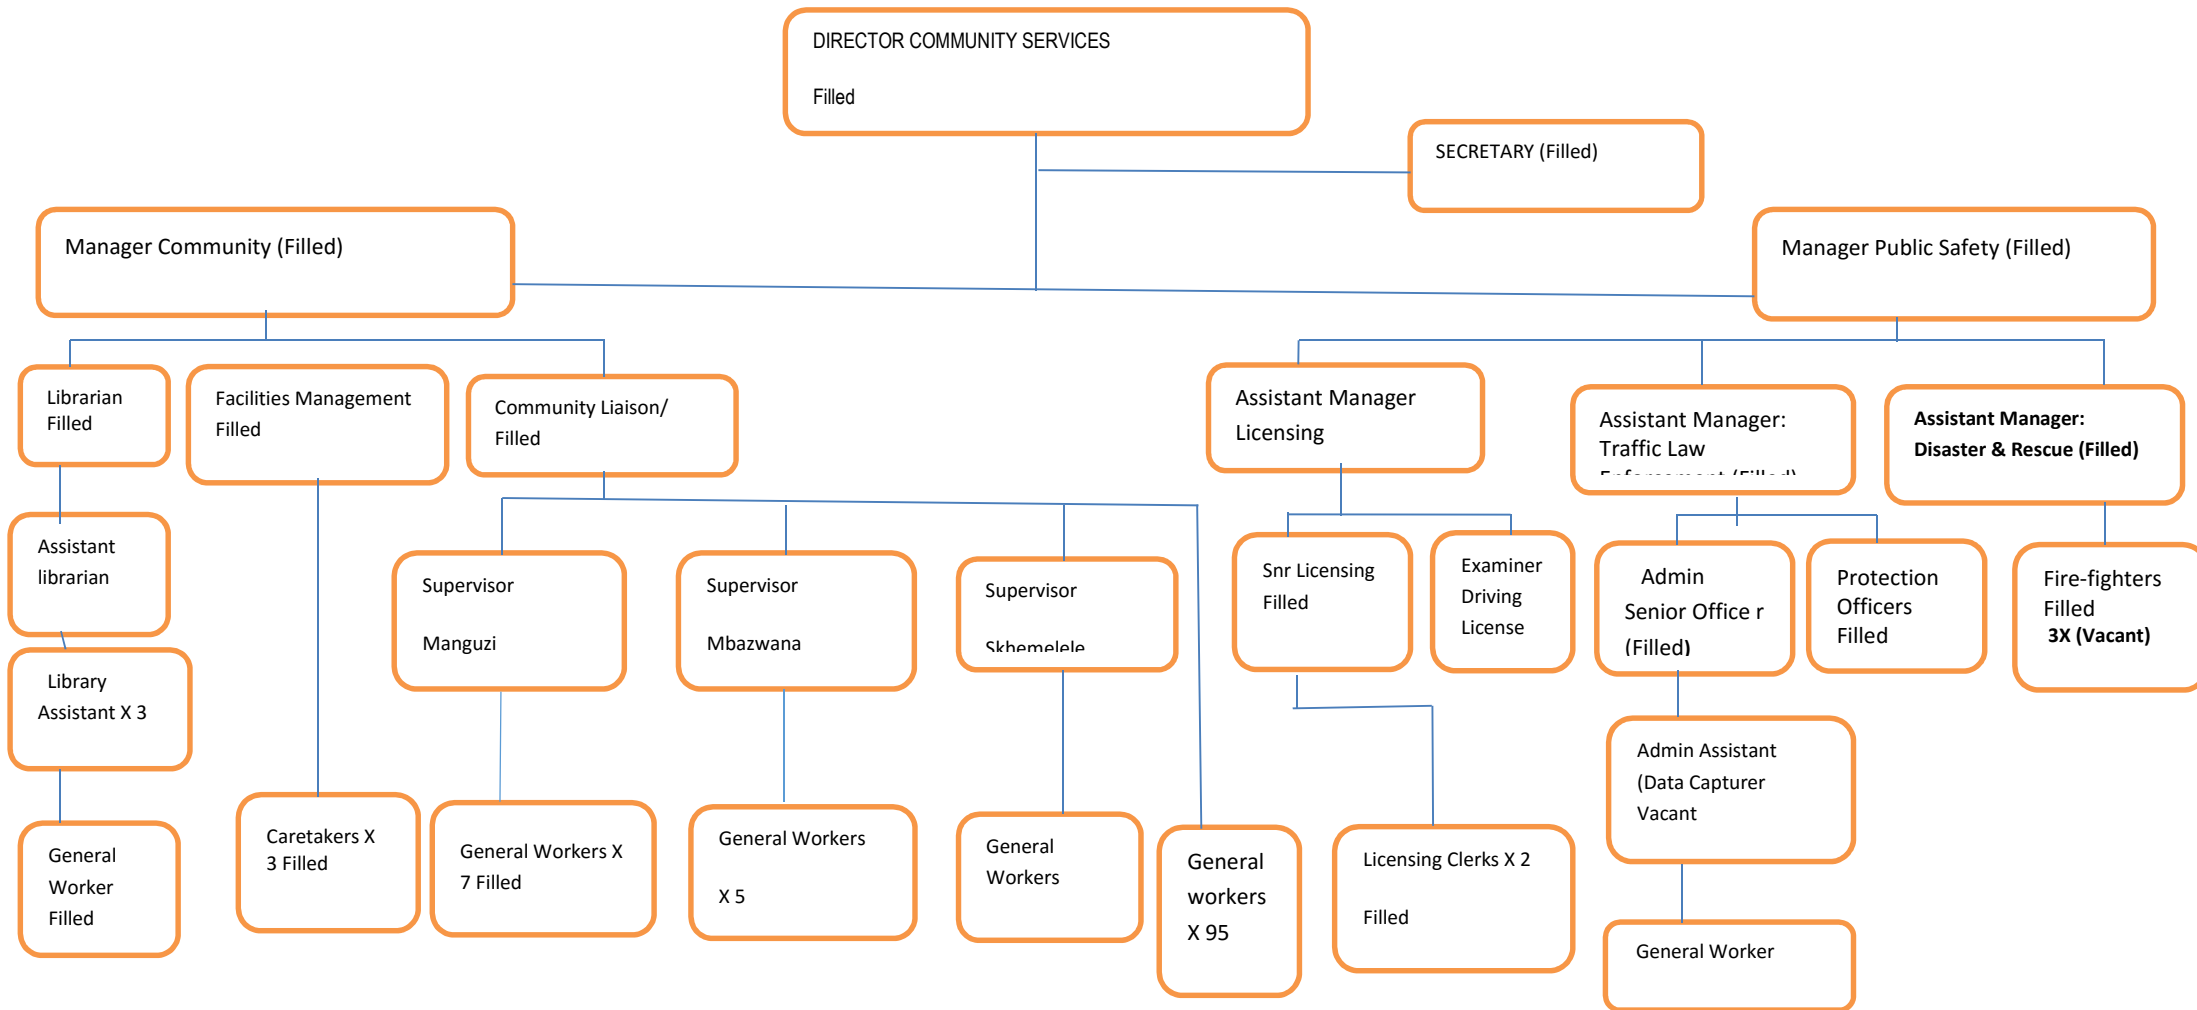 DIRECTOR COMMUNITY SERVICES
Filled
SECRETARY (Filled)
Manager Community (Filled)
Manager Public Safety (Filled)
Librarian
Filled
Facilities Management
Filled
Community Liaison/
Filled
Assistant Manager
Licensing
Assistant Manager:
Traffic Law
Enforcement (Filled)
Assistant Manager:
Disaster & Rescue (Filled)
Assistant
librarian
Supervisor
Manguzi
Supervisor
Mbazwana
Supervisor
Skhemelele
Snr Licensing
Filled
Examiner
Driving
License
Admin
Senior Office r
(Filled)
Protection
Officers
Filled
Fire-fighters
Filled
3X (Vacant)
Library
Assistant X 3
Admin Assistant
(Data Capturer
Vacant
General
Worker
Filled
Caretakers X
3 Filled
General Workers X
7 Filled
General Workers
X 5
General
Workers
General
workers
X 95
Licensing Clerks X 2
Filled
General Worker